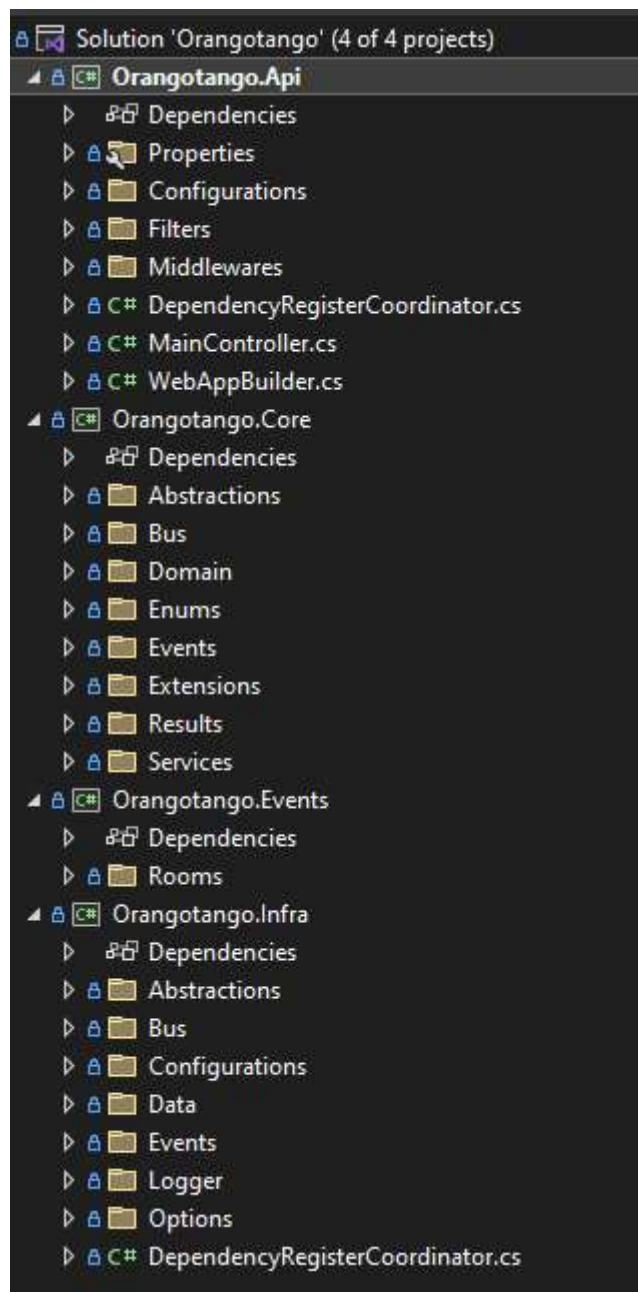 Solution 'Orangotango' (4 of 4 projects)
C# Orangotango.Api
Dependencies
Properties
Configurations
Filters
Middlewares
C# DependencyRegisterCoordinator.cs
C# MainController.cs
C# WebAppBuilder.cs
C# Orangotango.Core
Dependencies
Abstractions
Bus
Domain
Enums
Events
Extensions
Results
Services
C# Orangotango.Events
Dependencies
Rooms
C# Orangotango.Infra
Dependencies
Abstractions
Bus
Configurations
Data
Events
Logger
Options
C# DependencyRegisterCoordinator.cs